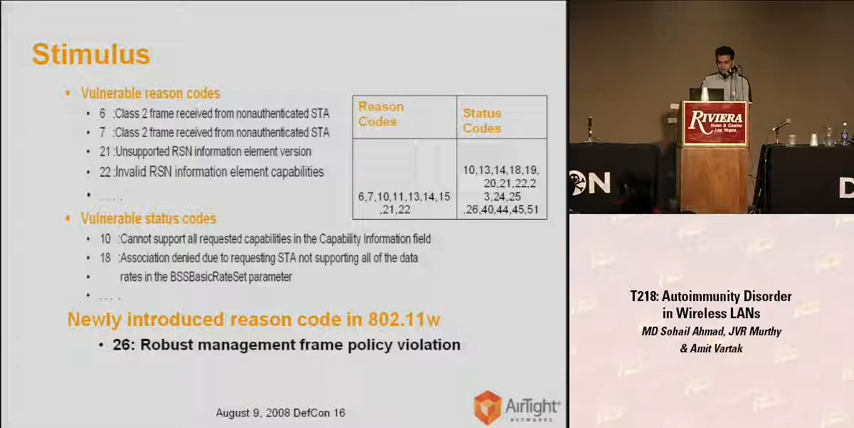 Stimulus
• Vulnerable reason codes
• 6 :Class 2 frame received from nonauthenticated STA
• 7 :Class 2 frame received from nonauthenticated STA
• 21 :Unsupported RSN information element version
• 22 :Invalid RSN information element capabilities
• .....
Reason Codes
Status Codes
6,7,10,11,13,14,15
,21,22
10,13,14,18,19,
20,21,22,2
3,24,25
,26,40,44,45,51
• Vulnerable status codes
• 10 :Cannot support all requested capabilities in the Capability Information field
• 18 :Association denied due to requesting STA not supporting all of the data
• rates in the BSSBasicRateSet parameter
• .....
Newly introduced reason code in 802.11w
• 26: Robust management frame policy violation
August 9, 2008 DefCon 16
AirTight
NETWORKS
RIVIERA
Hotel & Casino
Las Vegas
ON
D
T218: Autoimmunity Disorder
in Wireless LANs
MD Sohail Ahmad, JVR Murthy
& Amit Vartak